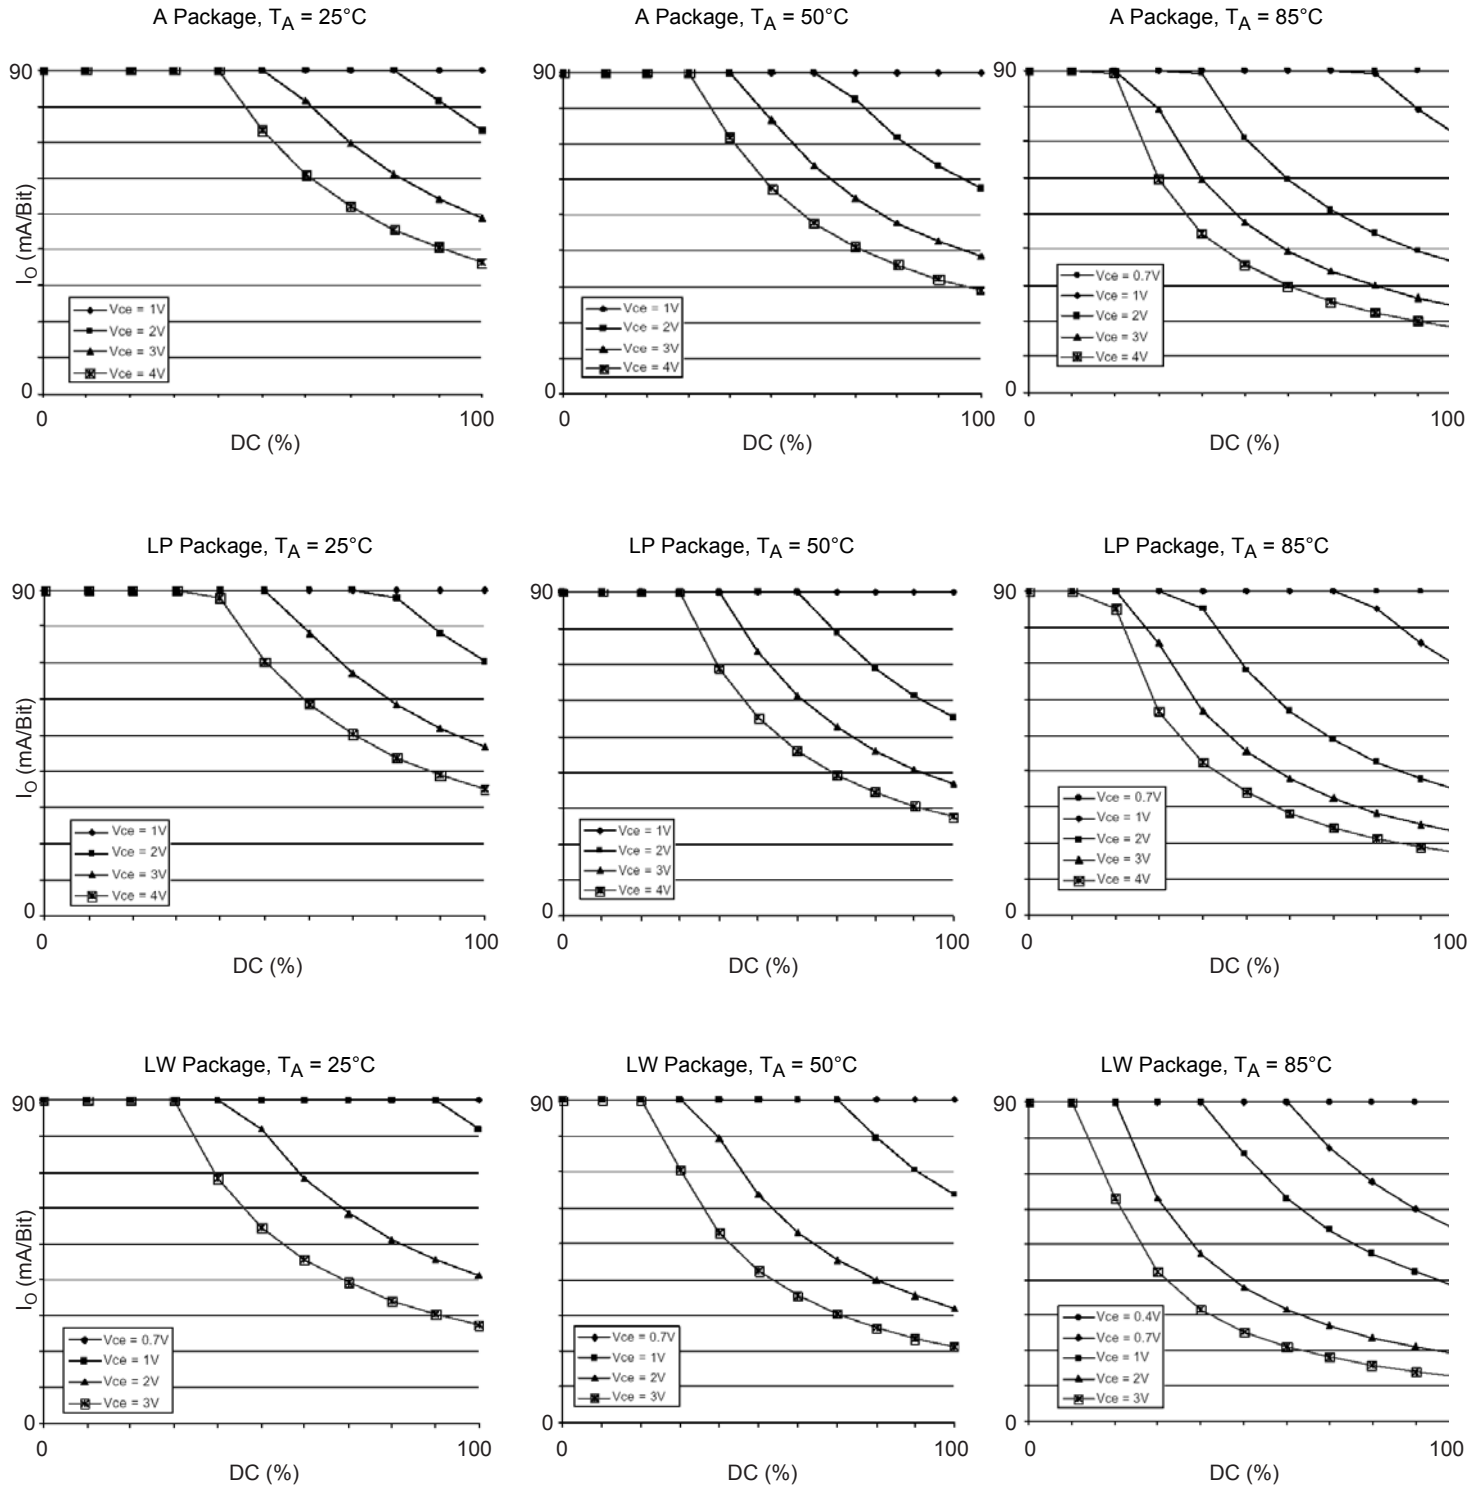 A Package, TA = 25°C
90
IO (mA/Bit)
Vce = 1V
Vce = 2V
Vce = 3V
Vce = 4V
0
0
100
DC (%)
A Package, TA = 50°C
90
Vce = 1V
Vce = 2V
Vce = 3V
Vce = 4V
0
0
100
DC (%)
A Package, TA = 85°C
90
Vce = 0.7V
Vce = 1V
Vce = 2V
Vce = 3V
Vce = 4V
0
0
100
DC (%)
LP Package, TA = 25°C
90
IO (mA/Bit)
Vce = 1V
Vce = 2V
Vce = 3V
Vce = 4V
0
0
100
DC (%)
LP Package, TA = 50°C
90
Vce = 1V
Vce = 2V
Vce = 3V
Vce = 4V
0
0
100
DC (%)
LP Package, TA = 85°C
90
Vce = 0.7V
Vce = 1V
Vce = 2V
Vce = 3V
Vce = 4V
0
0
100
DC (%)
LW Package, TA = 25°C
90
IO (mA/Bit)
Vce = 0.7V
Vce = 1V
Vce = 2V
Vce = 3V
0
0
100
DC (%)
LW Package, TA = 50°C
90
Vce = 0.7V
Vce = 1V
Vce = 2V
Vce = 3V
0
0
100
DC (%)
LW Package, TA = 85°C
90
Vce = 0.4V
Vce = 0.7V
Vce = 1V
Vce = 2V
Vce = 3V
0
0
100
DC (%)